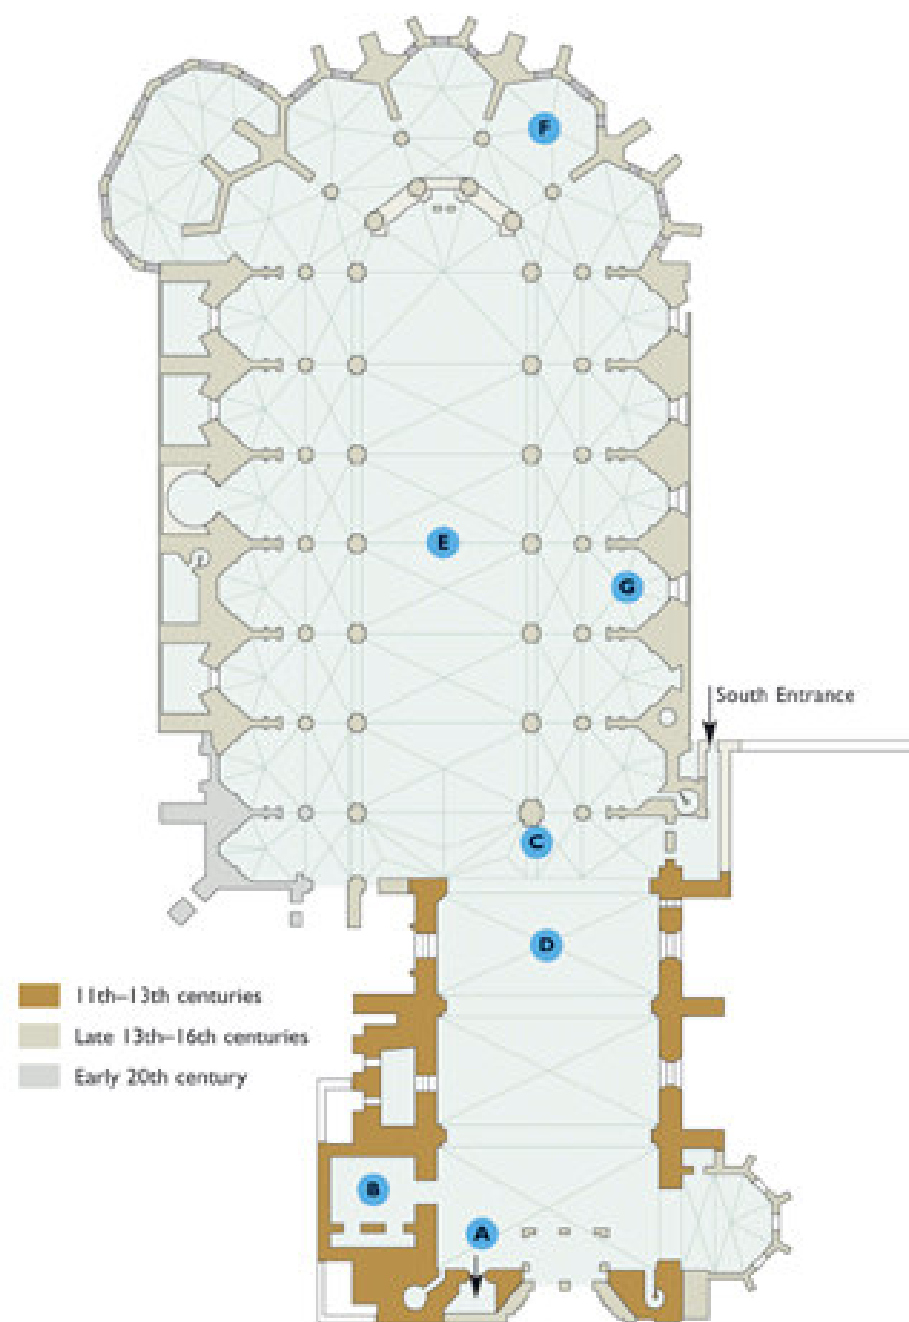 F
E
G
South Entrance
C
D
11th–13th centuries
Late 13th–16th centuries
Early 20th century
B
A